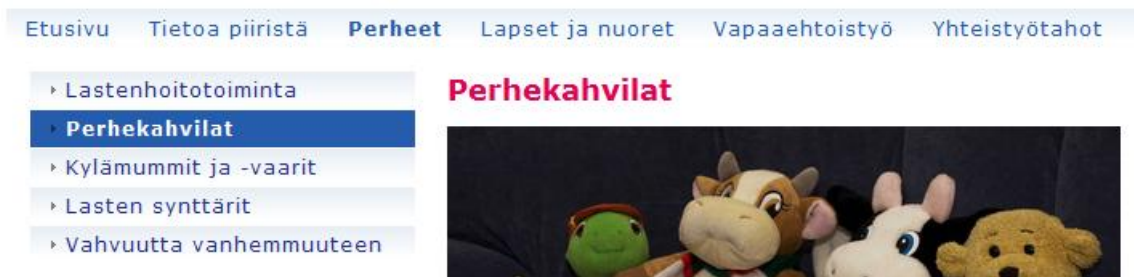 Etusivu Tietoa piiristä Perheet Lapset ja nuoret Vapaaehtoistyö Yhteistyötahot
Lastenhoitotoiminta
Perhekahvilat
Kylämummit ja -vaarit
Lasten synttärit
Vahvuutta vanhemmuuteen
Perhekahvilat